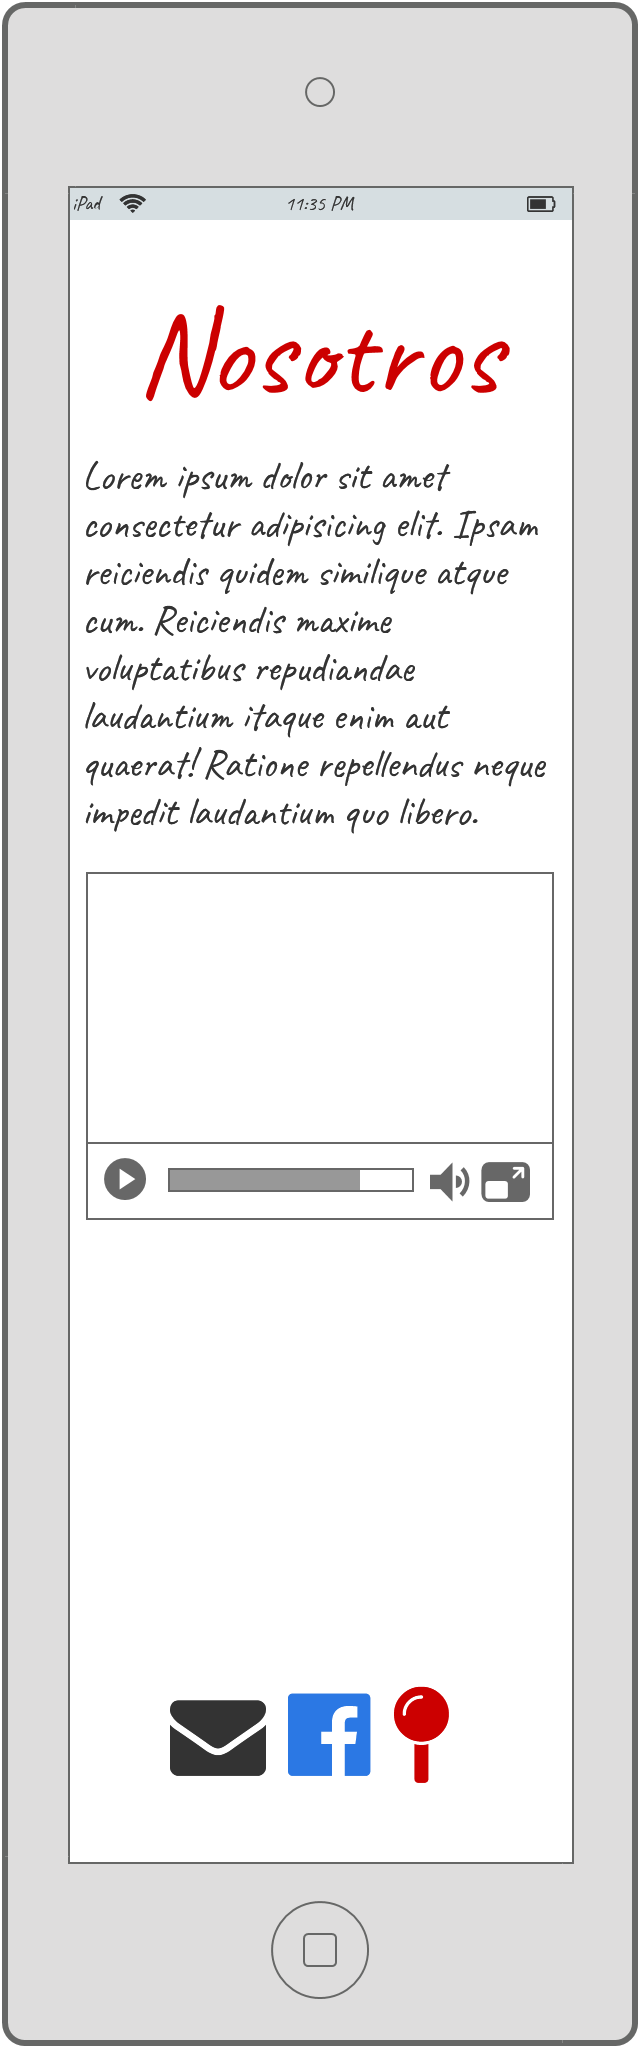 iPad 11:35 PM
Nosotros
Lorem ipsum dolor sit amet
consectetur adipisicing elit. Ipsam
reiciendis quidem similique atque
cum. Reiciendis maxime
voluptatibus repudiandae
laudantium itaque enim aut
quaerat! Ratione repellendus neque
impedit laudantium quo libero.